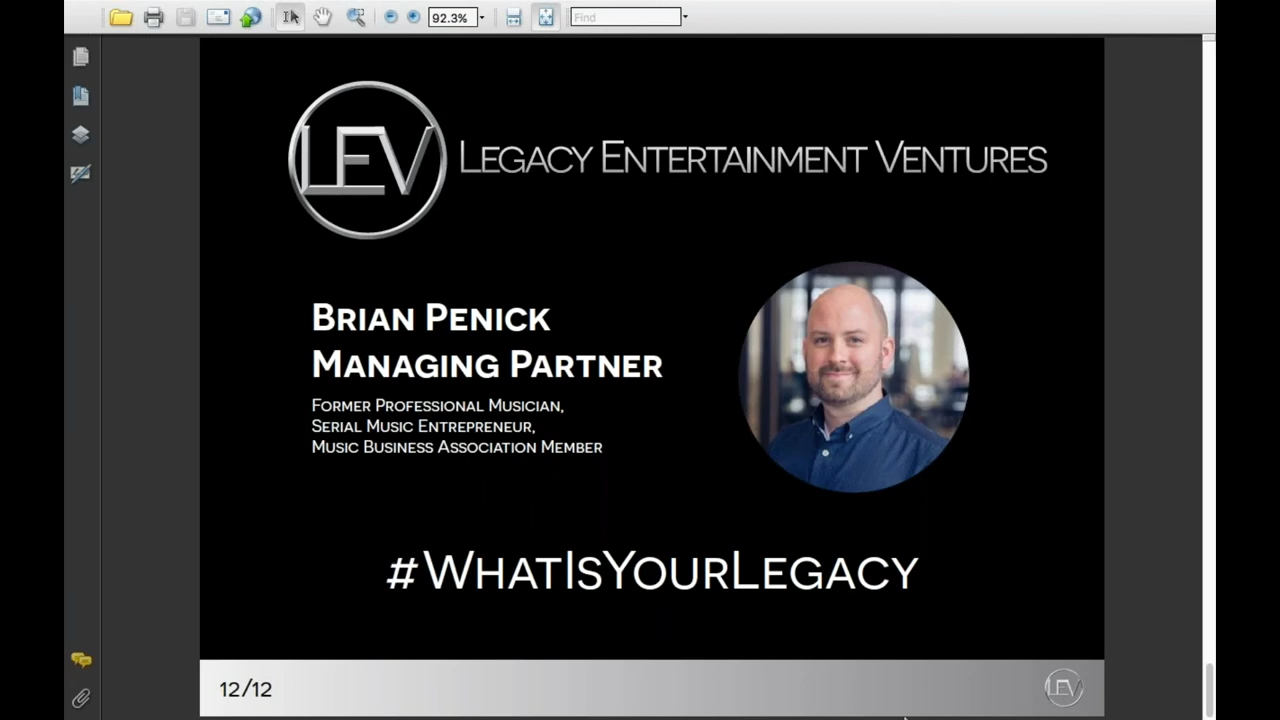 92.3%
Find
LEV
LEGACY ENTERTAINMENT VENTURES
BRIAN PENICK
MANAGING PARTNER
FORMER PROFESSIONAL MUSICIAN,
SERIAL MUSIC ENTREPRENEUR,
MUSIC BUSINESS ASSOCIATION MEMBER
#WHATISYOURLEGACY
12/12
LEV